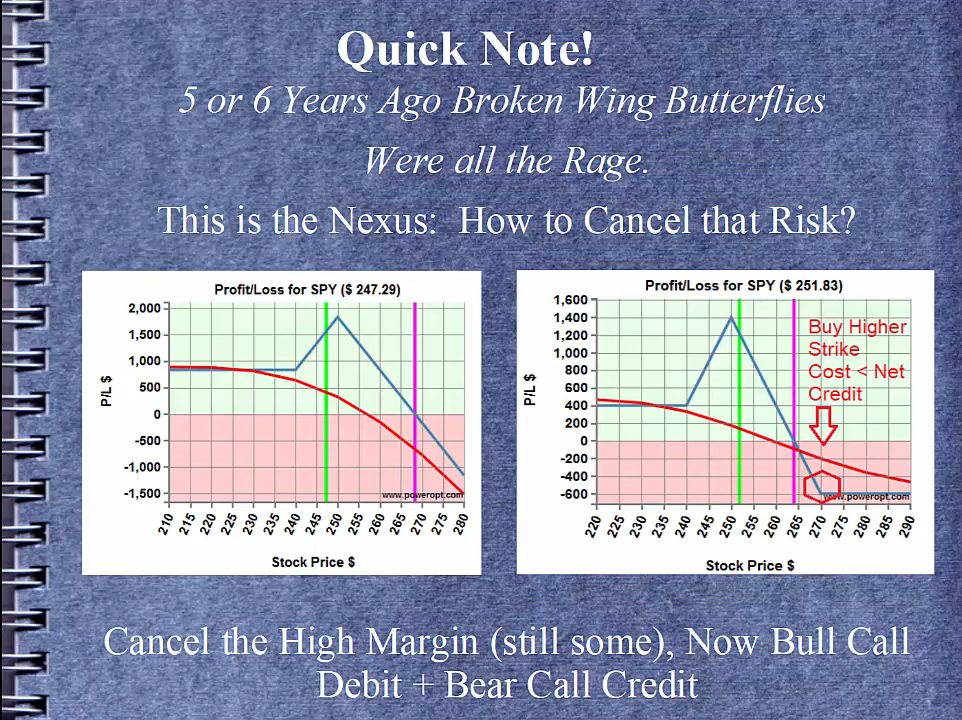 Quick Note!
5 or 6 Years Ago Broken Wing Butterflies
Were all the Rage.
This is the Nexus: How to Cancel that Risk?
Profit/Loss for SPY ($ 247.29)
P/L $
2,000
1,500
1,000
500
0
-500
-1,000
-1,500
www.poweropt.com
210 215 220 225 230 235 240 245 250 255 260 265 270 275 280
Stock Price $
Profit/Loss for SPY ($ 251.83)
P/L $
1,600
1,400
1,200
1,000
800
600
400
200
0
-200
-400
-600
Buy Higher
Strike
Cost < Net
Credit
www.poweropt.com
220 225 230 235 240 245 250 255 260 265 270 275 280 285 290
Stock Price $
Cancel the High Margin (still some), Now Bull Call
Debit + Bear Call Credit